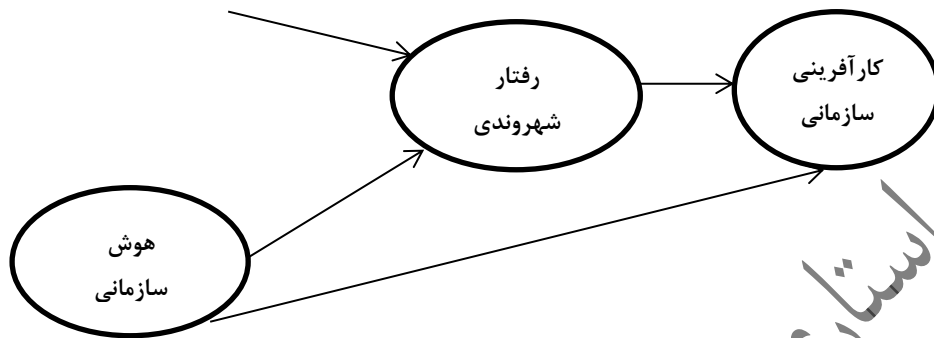 کارآفرینی
سازمانی
رفتار
شهروندی
هوش
سازمانی